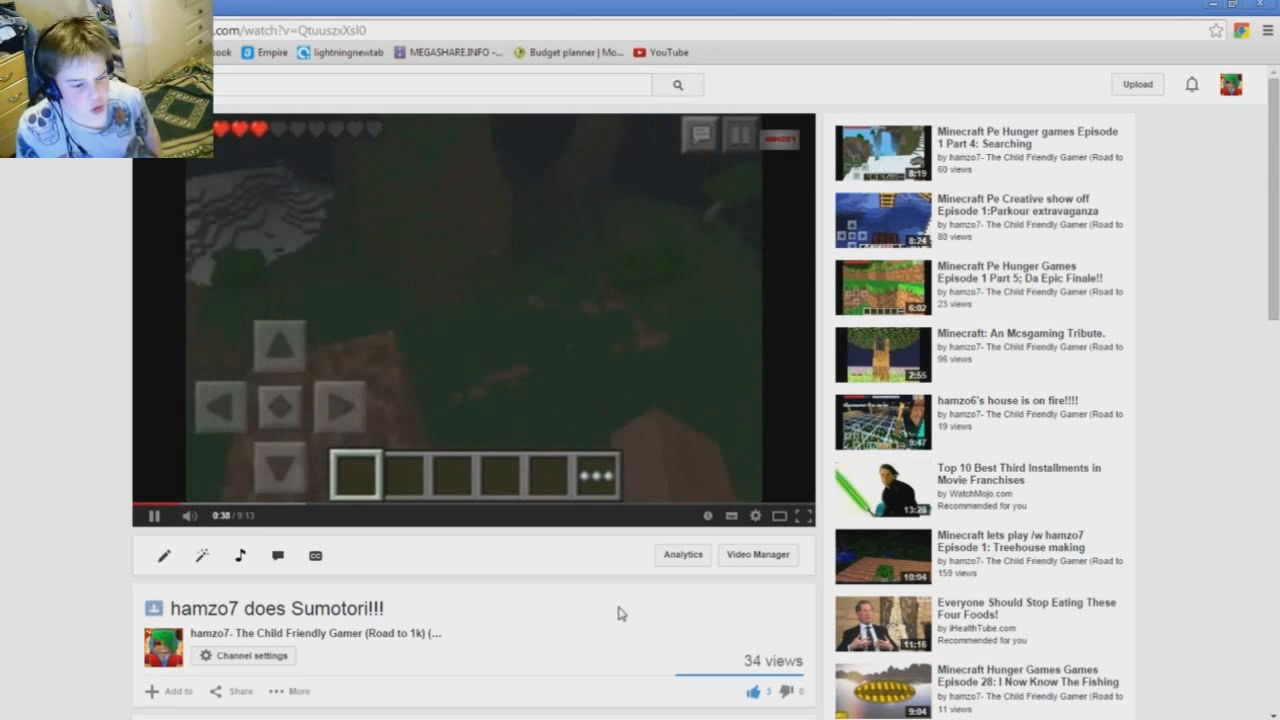 .com/watch?v=QtuuszxXsl0
ook
Empire
lightningnewtab
MEGASHARE.INFO -...
Budget planner | Mo...
YouTube
Upload
HAMZO7
0:38 / 9:13
Analytics
Video Manager
hamzo7 does Sumotori!!!
hamzo7- The Child Friendly Gamer (Road to 1k) (...
Channel settings
34 views
Add to
Share
More
3
0
Minecraft Pe Hunger games Episode
1 Part 4: Searching
by hamzo7- The Child Friendly Gamer (Road to
60 views
8:19
Minecraft Pe Creative show off
Episode 1:Parkour extravaganza
by hamzo7- The Child Friendly Gamer (Road to
80 views
8:24
Minecraft Pe Hunger Games
Episode 1 Part 5; Da Epic Finale!!
by hamzo7- The Child Friendly Gamer (Road to
23 views
6:02
Minecraft: An Mcsgaming Tribute.
by hamzo7- The Child Friendly Gamer (Road to
96 views
2:55
hamzo6's house is on fire!!!!
by hamzo7- The Child Friendly Gamer (Road to
19 views
9:47
Top 10 Best Third Installments in
Movie Franchises
by WatchMojo.com
Recommended for you
13:28
Minecraft lets play /w hamzo7
Episode 1: Treehouse making
by hamzo7- The Child Friendly Gamer (Road to
159 views
10:04
Everyone Should Stop Eating These
Four Foods!
by iHealthTube.com
Recommended for you
11:16
Minecraft Hunger Games Games
Episode 28: I Now Know The Fishing
by hamzo7- The Child Friendly Gamer (Road to
11 views
9:04